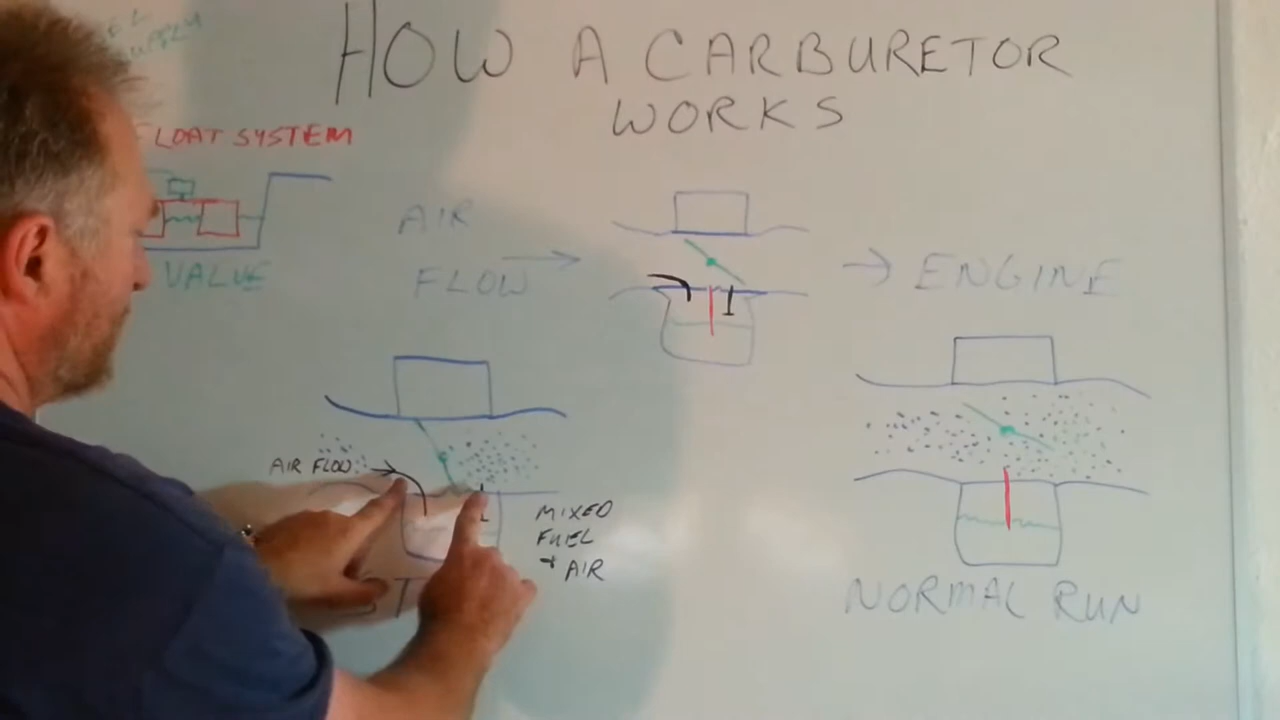 HOW A CARBURETOR
WORKS
FLOAT SYSTEM
VALVE
AIR
FLOW
ENGINE
AIR FLOW
MIXED
FUEL
+ AIR
NORMAL RUN